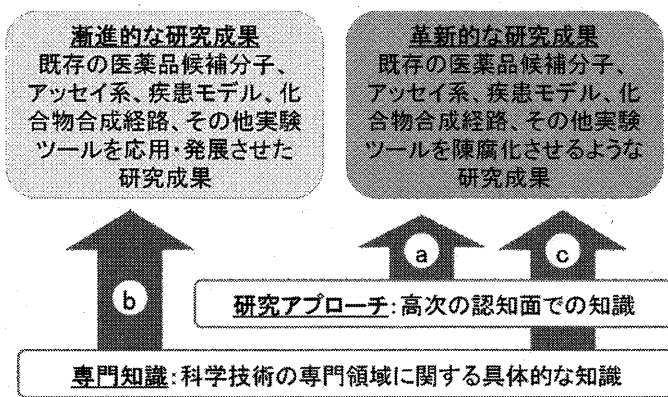 漸進的な研究成果
既存の医薬品候補分子、
アッセイ系、疾患モデル、化
合物合成経路、その他実験
ツールを応用・発展させた
研究成果
革新的な研究成果
既存の医薬品候補分子、
アッセイ系、疾患モデル、化
合物合成経路、その他実験
ツールを陳腐化させるような
研究成果
a
c
b
研究アプローチ:高次の認知面での知識
専門知識:科学技術の専門領域に関する具体的な知識